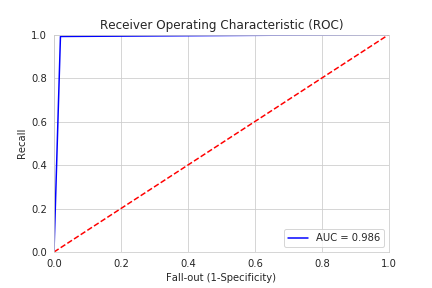 Receiver Operating Characteristic (ROC)
1.0
0.8
0.6
0.4
0.2
0.0
Recall
0.0 0.2 0.4 0.6 0.8 1.0
Fall-out (1-Specificity)
AUC = 0.986